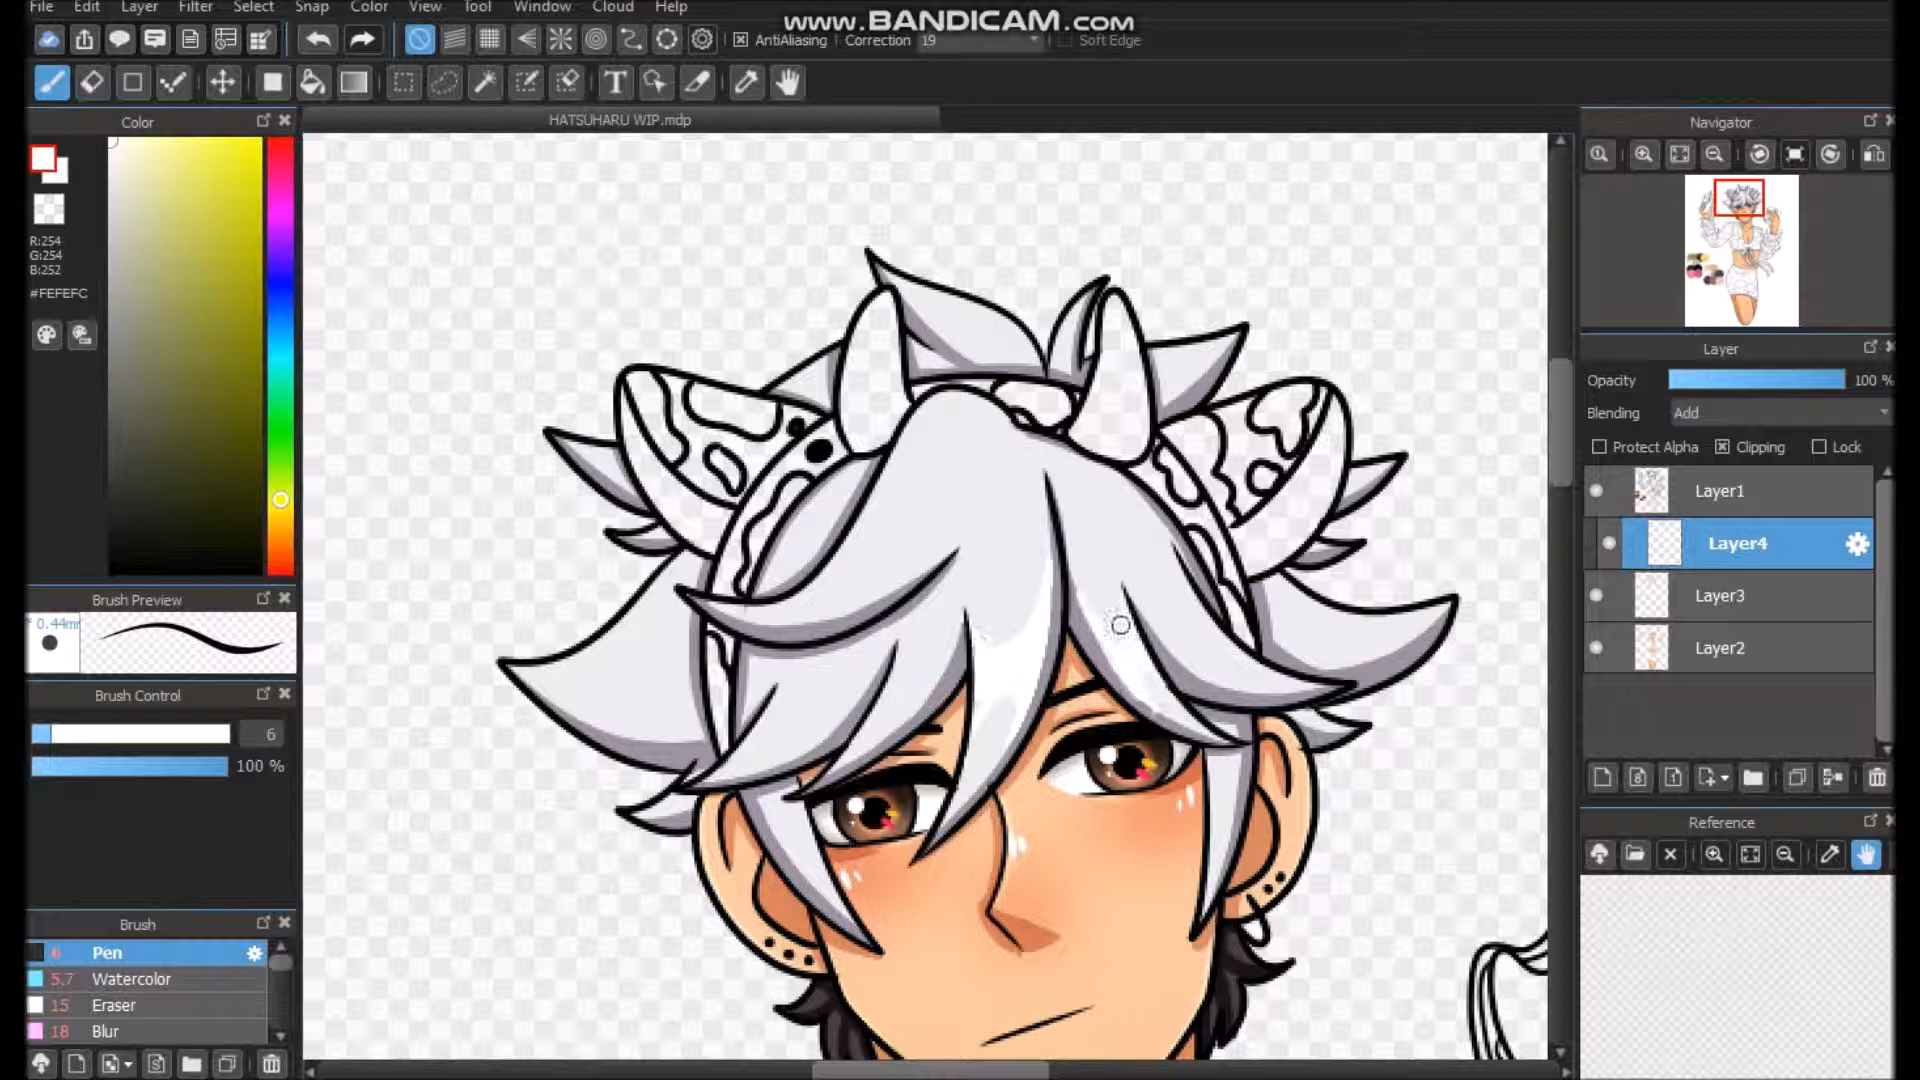 File Edit Layer Filter Select Snap Color View Tool Window Cloud Help
www.BANDICAM.com
AntiAliasing Correction 19 Soft Edge
Color
HATSUHARU WIP.mdp
Navigator
R:254
G:254
B:252
#FEFEFC
Layer
Opacity 100 %
Blending Add
Protect Alpha Clipping Lock
Layer1
Layer4
Layer3
Layer2
Brush Preview
0.44m
Brush Control
6
100 %
Reference
Brush
6 Pen
5.7 Watercolor
15 Eraser
18 Blur